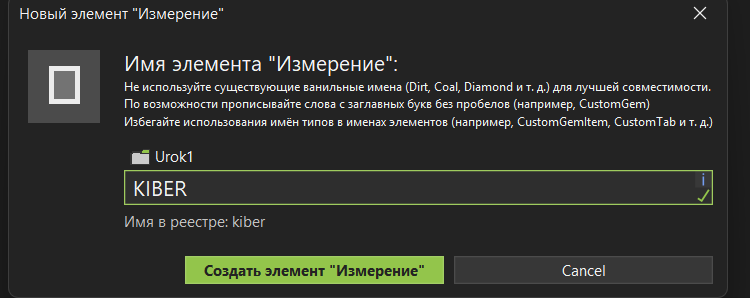 Новый элемент "Измерение"
Имя элемента "Измерение":
Не используйте существующие ванильные имена (Dirt, Coal, Diamond и т. д.) для лучшей совместимости.
По возможности прописывайте слова с заглавных букв без пробелов (например, CustomGem)
Избегайте использования имён типов в именах элементов (например, CustomGemItem, CustomTab и т. д.)
Urok1
KIBER
i
Имя в реестре: kiber
Создать элемент "Измерение"
Cancel